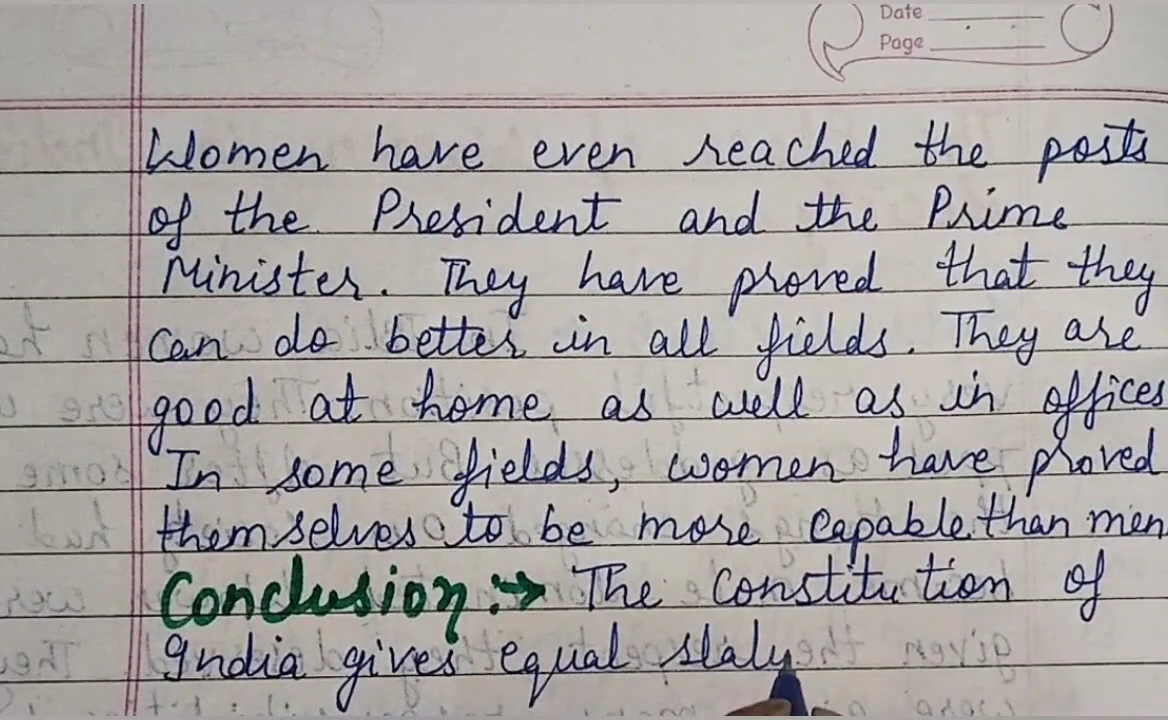 Date
Page
Women have even reached the posts
of the President and the Prime
Minister. They have proved that they
can do better in all fields. They are
good at home as well as in offices
In some fields, women have proved
themselves to be more capable than men
Conclusion :→ The Constitution of
India gives equal statu